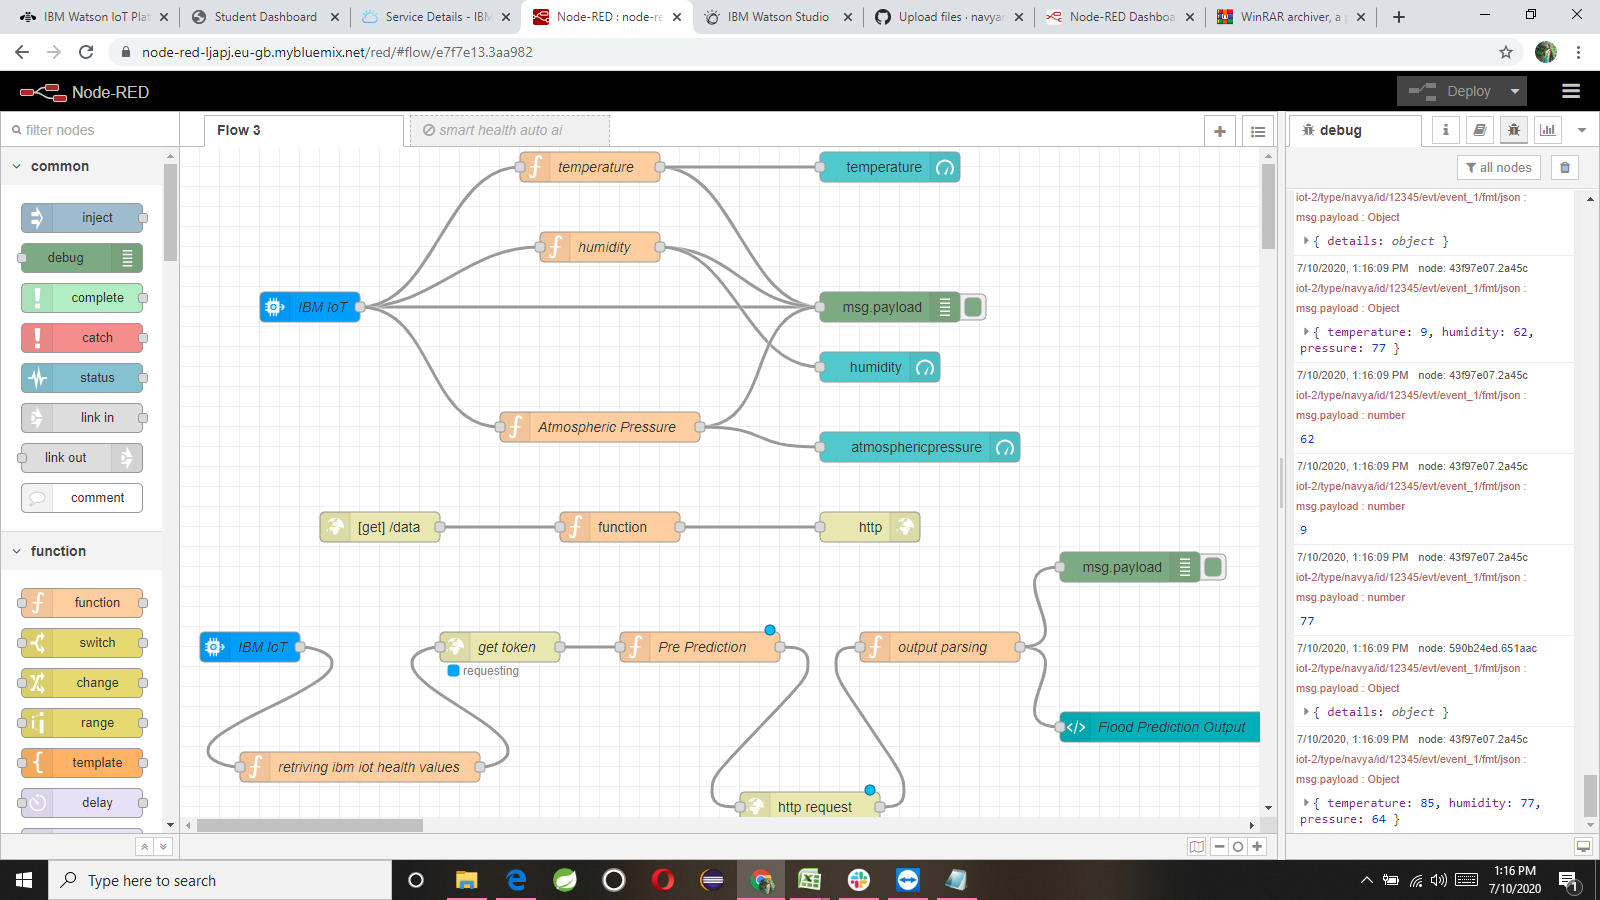 IBM Watson IoT Plat
Student Dashboard
Service Details - IBM
Node-RED : node-re
IBM Watson Studio
Upload files · navyar
Node-RED Dashboa
WinRAR archiver, a
node-red-ljapj.eu-gb.mybluemix.net/red/#flow/e7f7e13.3aa982
Node-RED
Deploy
filter nodes
Flow 3
smart health auto ai
debug
i
all nodes
common
inject
debug
complete
catch
status
link in
link out
comment
function
function
switch
change
range
template
delay
temperature
temperature
humidity
IBM IoT
msg.payload
humidity
Atmospheric Pressure
atmosphericpressure
[get] /data
function
http
msg.payload
IBM IoT
get token
requesting
Pre Prediction
output parsing
Flood Prediction Output
retriving ibm iot health values
http request
iot-2/type/navya/id/12345/evt/event_1/fmt/json :
msg.payload : Object
{ details: object }
7/10/2020, 1:16:09 PM node: 43f97e07.2a45c
iot-2/type/navya/id/12345/evt/event_1/fmt/json :
msg.payload : Object
{ temperature: 9, humidity: 62,
pressure: 77 }
7/10/2020, 1:16:09 PM node: 43f97e07.2a45c
iot-2/type/navya/id/12345/evt/event_1/fmt/json :
msg.payload : number
62
7/10/2020, 1:16:09 PM node: 43f97e07.2a45c
iot-2/type/navya/id/12345/evt/event_1/fmt/json :
msg.payload : number
9
7/10/2020, 1:16:09 PM node: 43f97e07.2a45c
iot-2/type/navya/id/12345/evt/event_1/fmt/json :
msg.payload : number
77
7/10/2020, 1:16:09 PM node: 590b24ed.651aac
iot-2/type/navya/id/12345/evt/event_1/fmt/json :
msg.payload : Object
{ details: object }
7/10/2020, 1:16:09 PM node: 43f97e07.2a45c
iot-2/type/navya/id/12345/evt/event_1/fmt/json :
msg.payload : Object
{ temperature: 85, humidity: 77,
pressure: 64 }
Type here to search
1:16 PM
7/10/2020
1